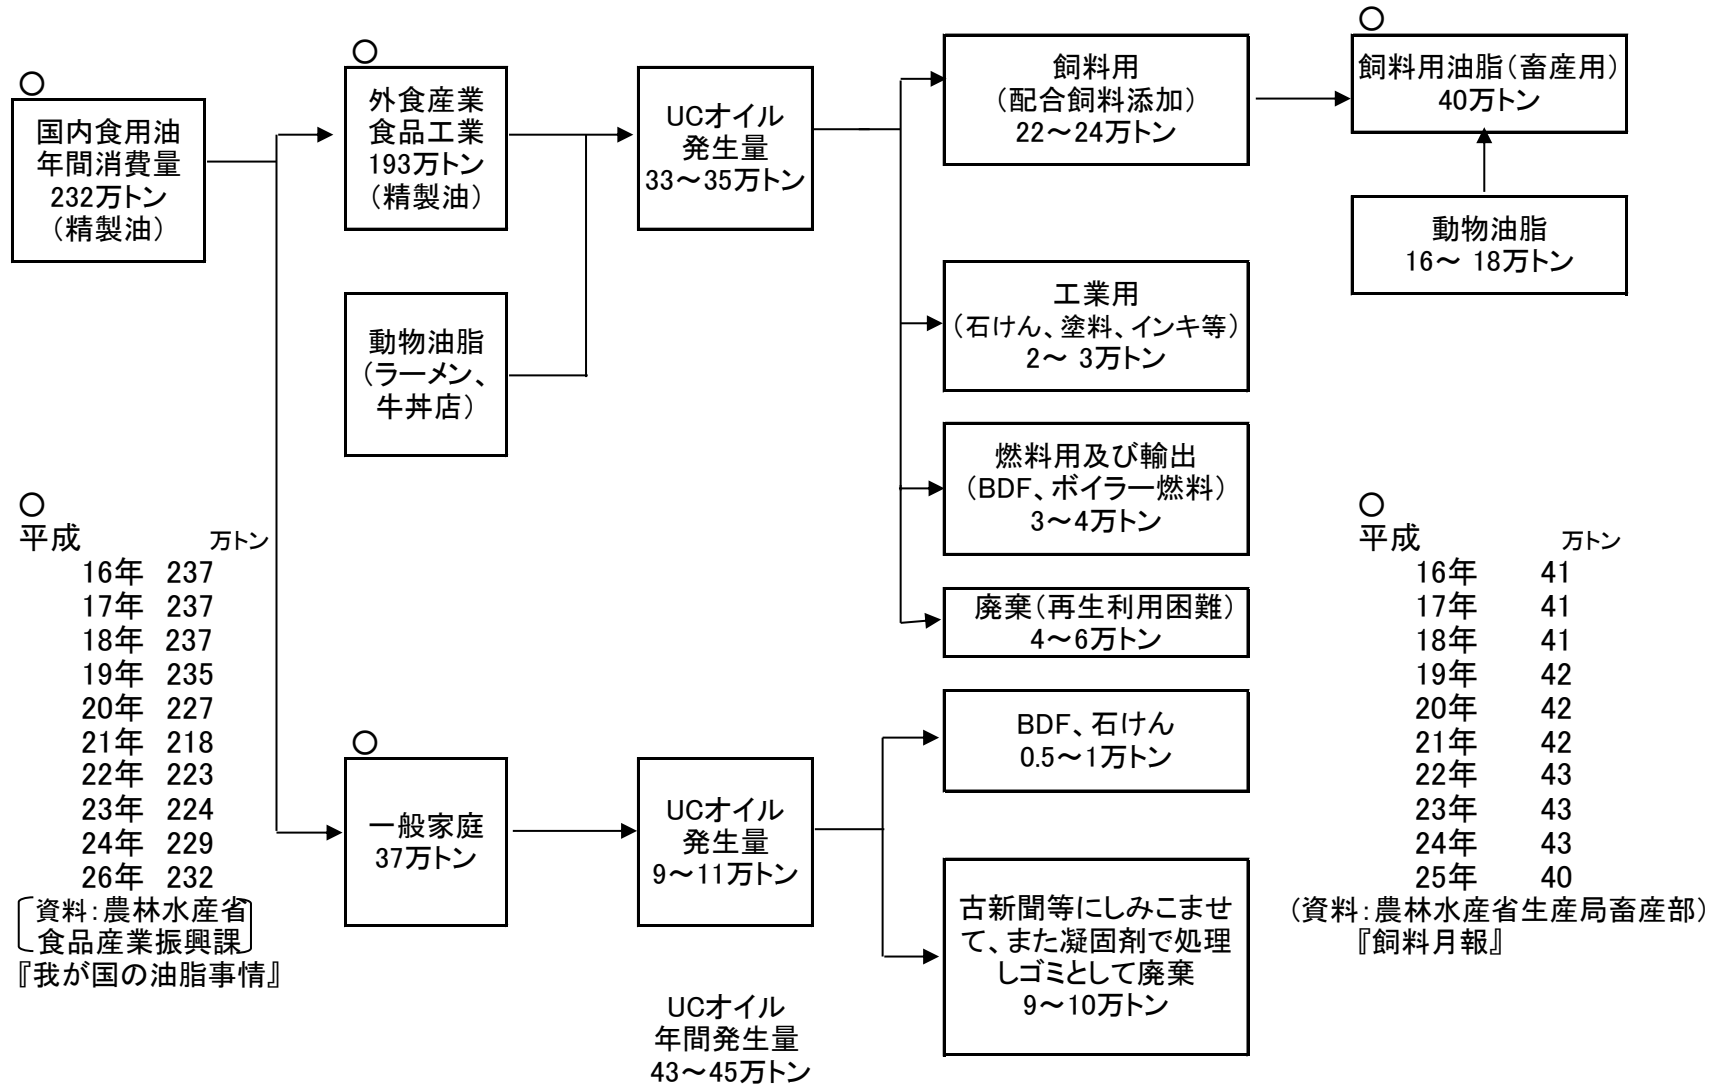 ○
国内食用油
年間消費量
232万トン
（精製油）
○
外食産業
食品工業
193万トン
（精製油）
動物油脂
（ラーメン、
牛丼店）
UCオイル
発生量
33～35万トン
飼料用
（配合飼料添加）
22～24万トン
○
飼料用油脂（畜産用）
40万トン
動物油脂
16～ 18万トン
工業用
（石けん、塗料、インキ等）
2～ 3万トン
燃料用及び輸出
（BDF、ボイラー燃料）
3～4万トン
廃棄（再生利用困難）
4～6万トン
○
一般家庭
37万トン
UCオイル
発生量
9～11万トン
BDF、石けん
0.5～1万トン
古新聞等にしみこませ
て、また凝固剤で処理
しゴミとして廃棄
9～10万トン
UCオイル
年間発生量
43～45万トン
○
平成 万トン
16年 237
17年 237
18年 237
19年 235
20年 227
21年 218
22年 223
23年 224
24年 229
26年 232
資料：農林水産省
食品産業振興課
『我が国の油脂事情』
○
平成 万トン
16年 41
17年 41
18年 41
19年 42
20年 42
21年 42
22年 43
23年 43
24年 43
25年 40
（資料：農林水産省生産局畜産部）
『飼料月報』